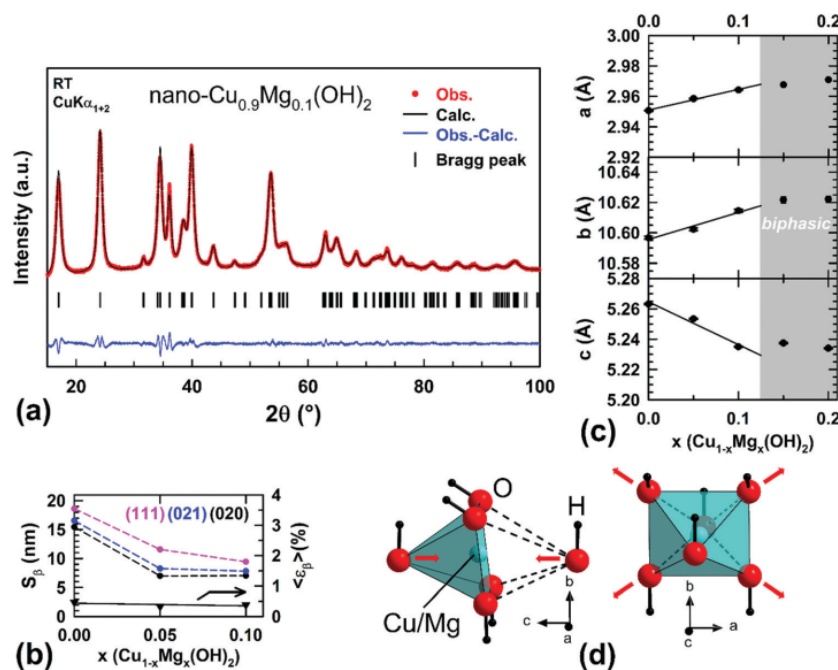 RT
CuKα1+2
nano-Cu0.9Mg0.1(OH)2
Obs.
Calc.
Obs.-Calc.
Bragg peak
Intensity (a.u.)
20 40 60 80 100
2θ (°)
(a)
0.0 0.1 0.2
3.00
2.98
2.96
2.94
2.92
a (Å)
10.64
10.62
10.60
10.58
b (Å)
biphasic
5.26
5.24
5.22
5.20
c (Å)
0.0 0.1 0.2
x (Cu1-xMgx(OH)2)
(c)
20
18
15
13
10
8
5
3
0
Sβ (nm)
(111) (021) (020)
4
3
2
1
0
<εβ>(%)
0.00 0.05 0.10
x (Cu1-xMgx(OH)2)
(b)
O
H
Cu/Mg
b
c
a
b
a
c
(d)